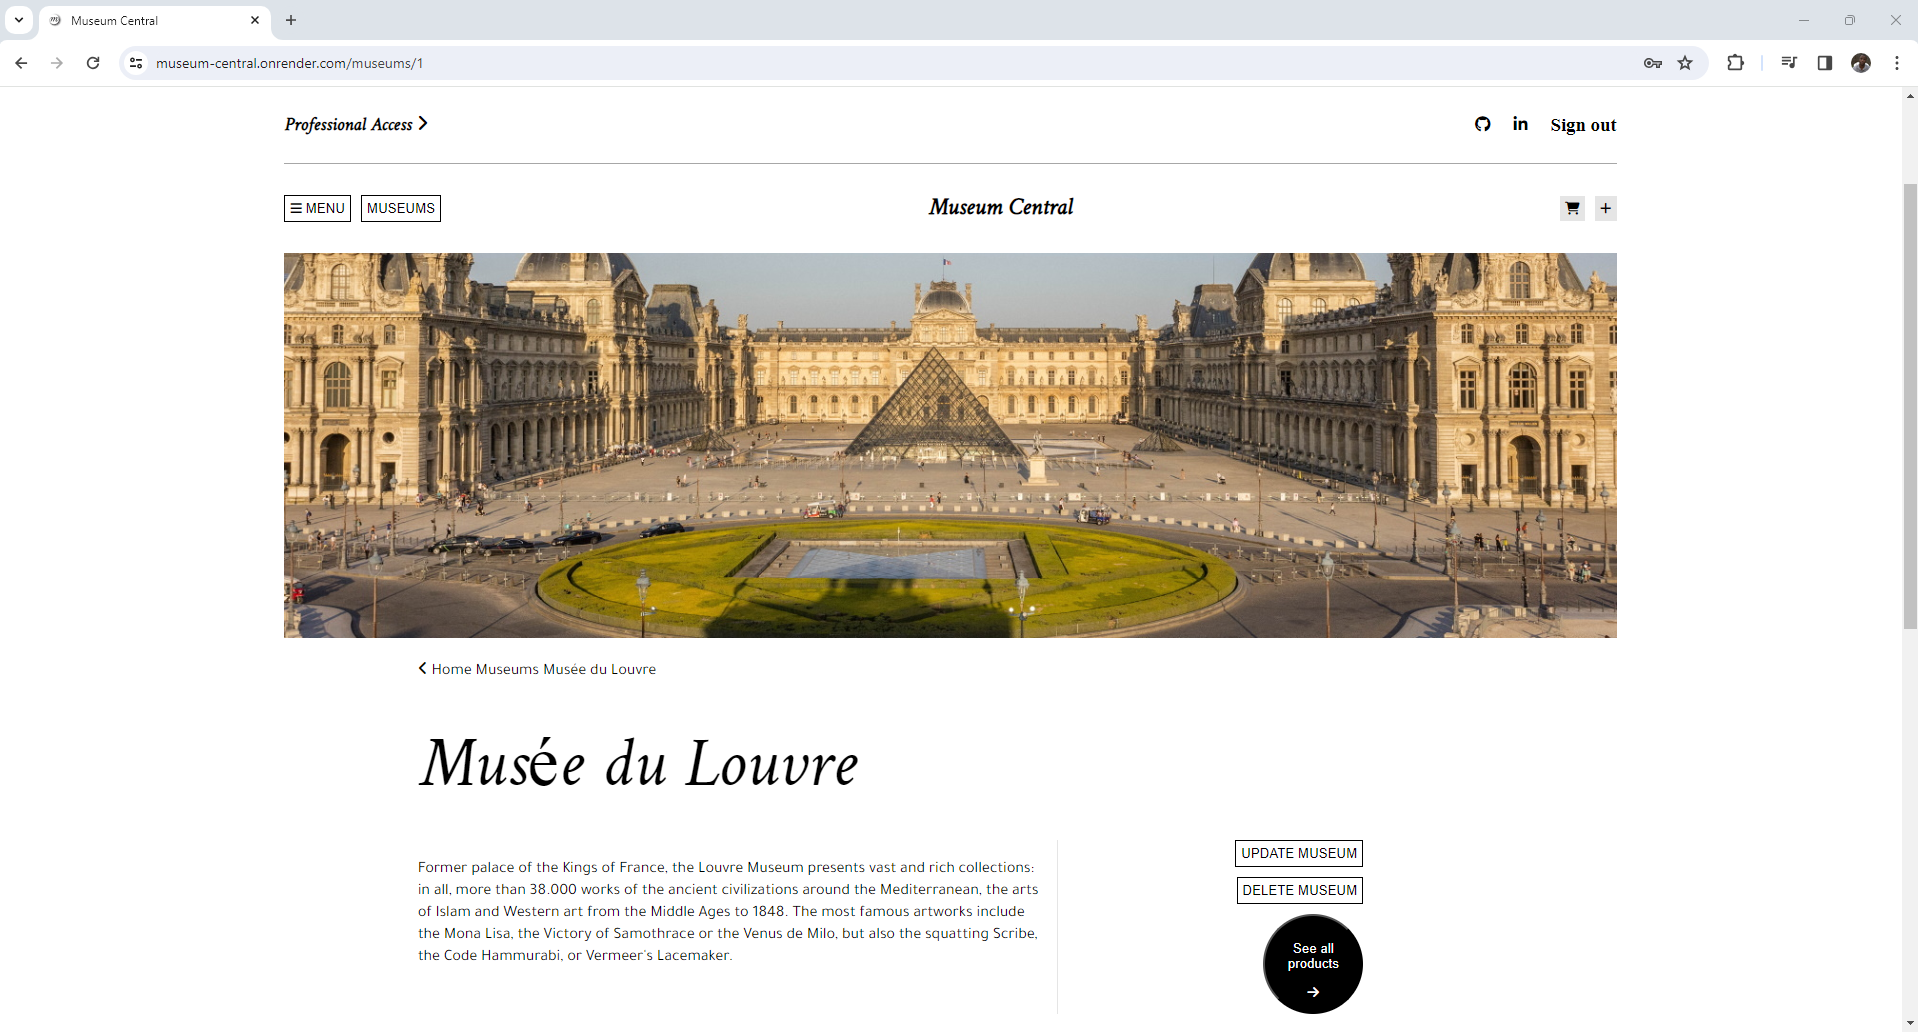 Museum Central
museum-central.onrender.com/museums/1
Professional Access
Sign out
MENU
MUSEUMS
Museum Central
Home Museums Musée du Louvre
Musée du Louvre
Former palace of the Kings of France, the Louvre Museum presents vast and rich collections:
in all, more than 38.000 works of the ancient civilizations around the Mediterranean, the arts
of Islam and Western art from the Middle Ages to 1848. The most famous artworks include
the Mona Lisa, the Victory of Samothrace or the Venus de Milo, but also the squatting Scribe,
the Code Hammurabi, or Vermeer's Lacemaker.
UPDATE MUSEUM
DELETE MUSEUM
See all
products